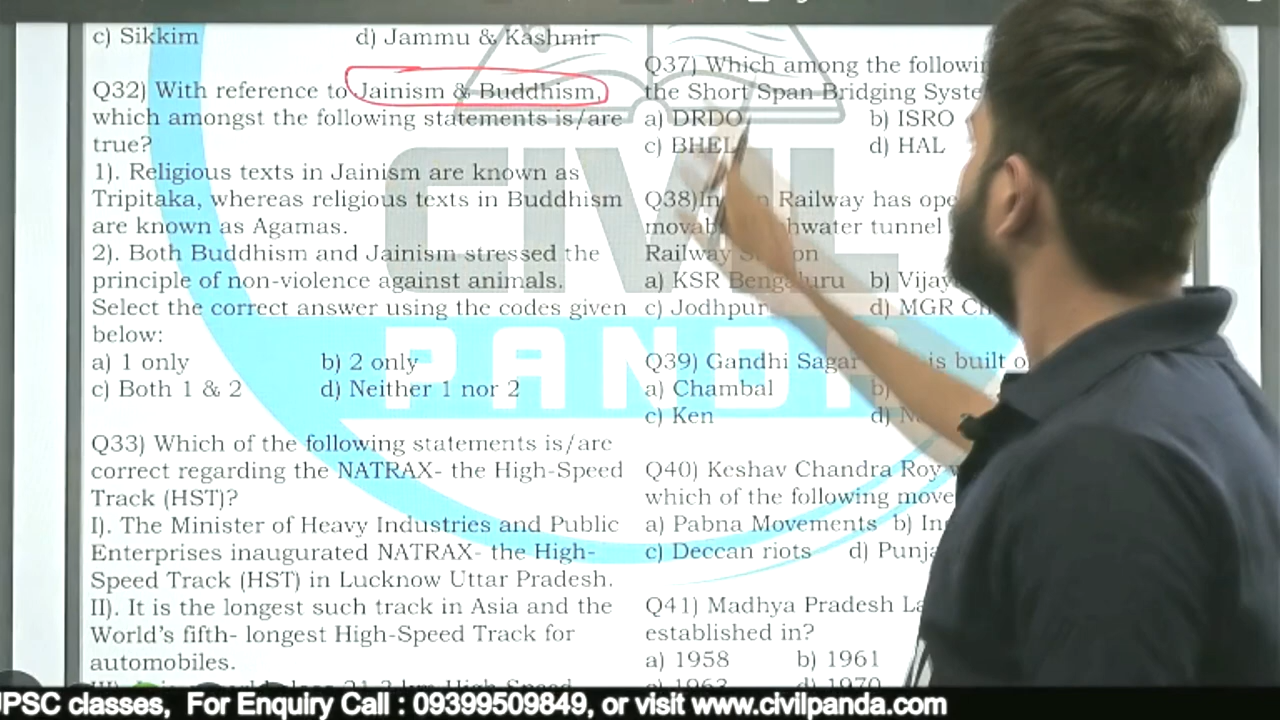 c) Sikkim d) Jammu & Kashmir
Q32) With reference to Jainism & Buddhism,
which amongst the following statements is/are
true?
1). Religious texts in Jainism are known as
Tripitaka, whereas religious texts in Buddhism
are known as Agamas.
2). Both Buddhism and Jainism stressed the
principle of non-violence against animals.
Select the correct answer using the codes given
below:
a) 1 only b) 2 only
c) Both 1 & 2 d) Neither 1 nor 2
Q33) Which of the following statements is/are
correct regarding the NATRAX- the High-Speed
Track (HST)?
I). The Minister of Heavy Industries and Public
Enterprises inaugurated NATRAX- the High-
Speed Track (HST) in Lucknow Uttar Pradesh.
II). It is the longest such track in Asia and the
World's fifth- longest High-Speed Track for
automobiles.
Q37) Which among the
the Short Span Bridging
a) DRDO b) ISRO
c) BHEL d) HAL
Q38) Railway has
tunnel
Railway
a) KSR Bengaluru b)
c) Jodhpur d) MGR
Q39) Gandhi Sagar is built
a) Chambal b)
c) Ken d)
Q40) Keshav Chandra Roy
which of the following
a) Pabna Movements b)
c) Deccan riots d)
Q41) Madhya Pradesh
established in?
a) 1958 b) 1961
CIVIL
PANDA
UPSC classes, For Enquiry Call : 09399509849, or visit www.civilpanda.com